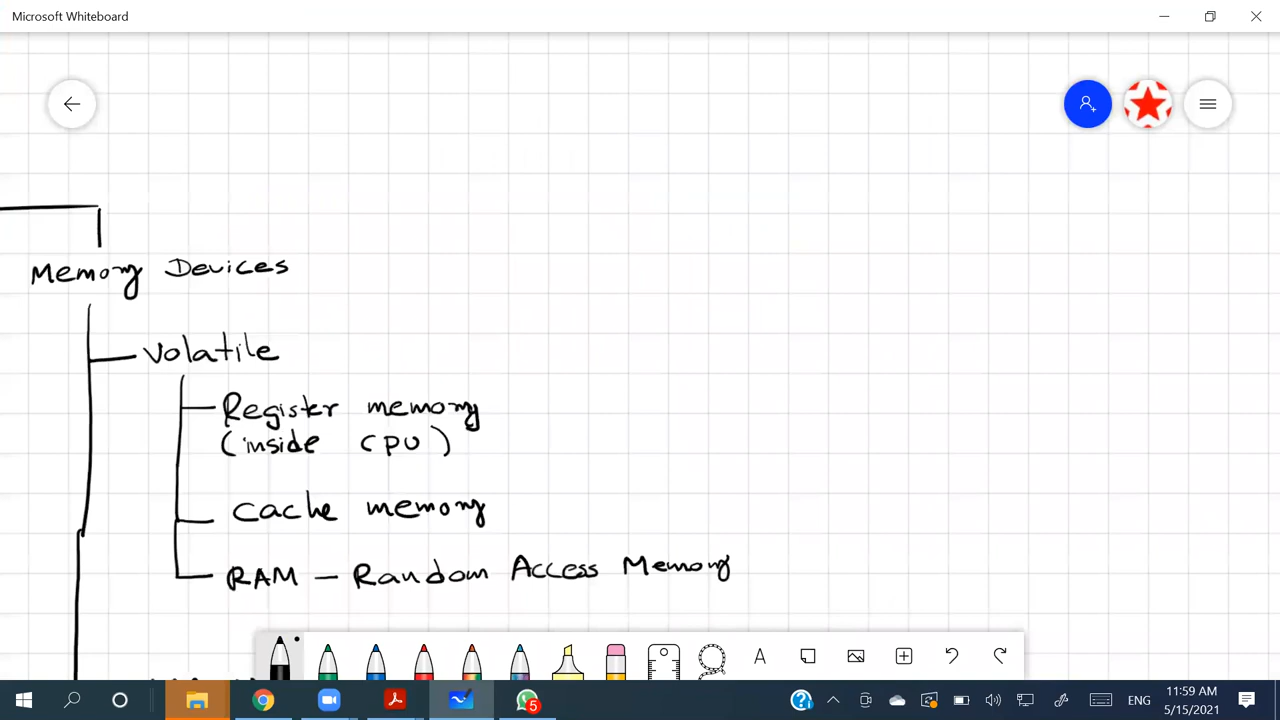 Microsoft Whiteboard
Memory Devices
Volatile
Register memory
(inside CPU)
Cache memory
RAM - Random Access Memory
A
5
ENG
11:59 AM
5/15/2021